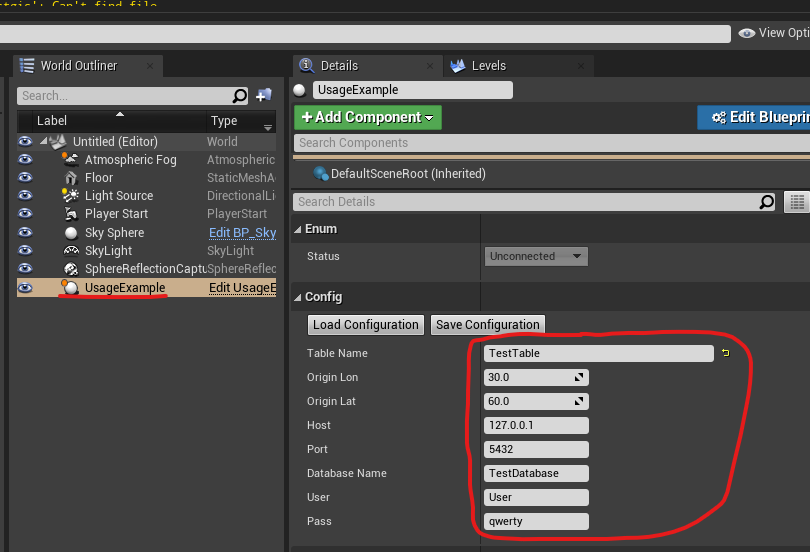 ': Can't find file
View Opti
World Outliner
Details
Levels
Search...
UsageExample
Label
Type
+ Add Component
Edit Blueprin
Search Components
Untitled (Editor)
World
Atmospheric Fog
Atmospheric
DefaultSceneRoot (Inherited)
Floor
StaticMeshA
Light Source
DirectionalLi
Search Details
Player Start
PlayerStart
Sky Sphere
Edit BP_Sky
Enum
SkyLight
SkyLight
Status
Unconnected
SphereReflectionCaptu
SphereReflec
UsageExample
Edit UsageE
Config
Load Configuration
Save Configuration
Table Name
TestTable
Origin Lon
30.0
Origin Lat
60.0
Host
127.0.0.1
Port
5432
Database Name
TestDatabase
User
User
Pass
qwerty